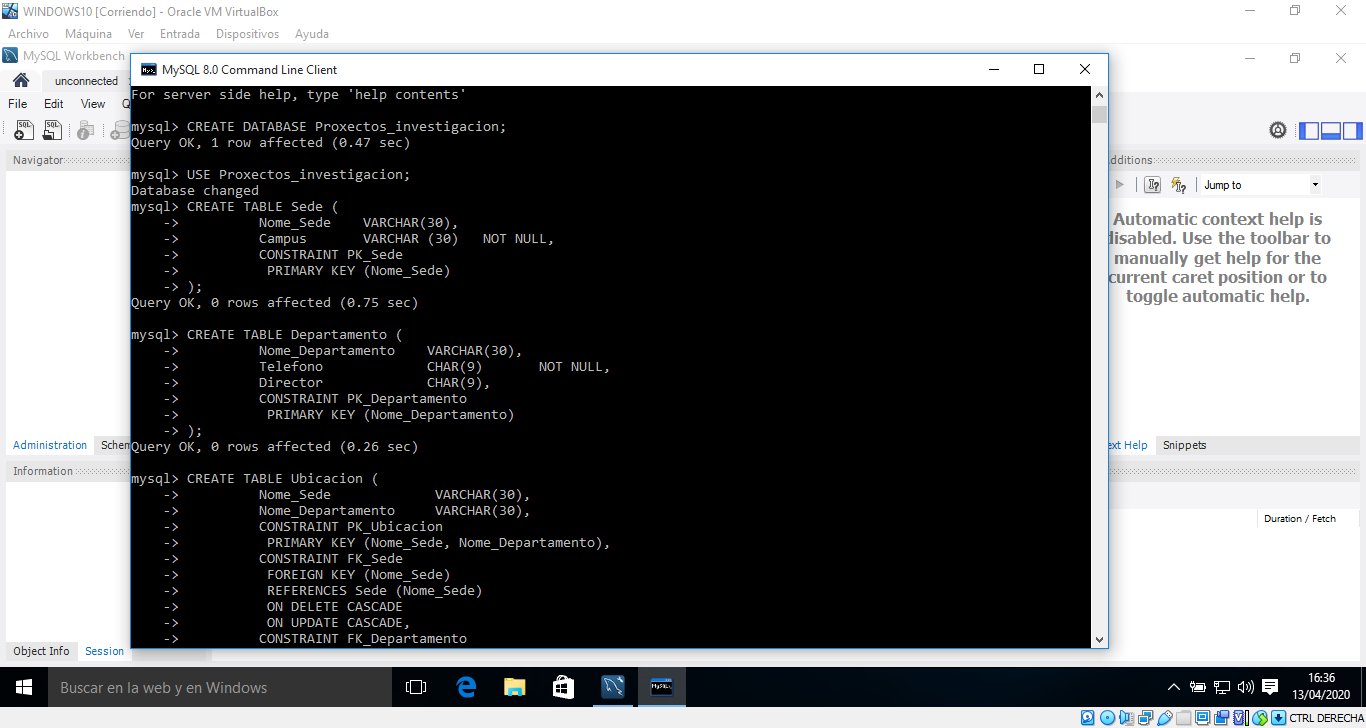 WINDOWS10 [Corriendo] - Oracle VM VirtualBox
Archivo Máquina Ver Entrada Dispositivos Ayuda
MySQL Workbench
unconnected
File Edit View Q
MySQL 8.0 Command Line Client
For server side help, type 'help contents'
mysql> CREATE DATABASE Proxectos_investigacion;
Query OK, 1 row affected (0.47 sec)
mysql> USE Proxectos_investigacion;
Database changed
mysql> CREATE TABLE Sede (
-> Nome_Sede VARCHAR(30),
-> Campus VARCHAR (30) NOT NULL,
-> CONSTRAINT PK_Sede
-> PRIMARY KEY (Nome_Sede)
-> );
Query OK, 0 rows affected (0.75 sec)
mysql> CREATE TABLE Departamento (
-> Nome_Departamento VARCHAR(30),
-> Telefono CHAR(9) NOT NULL,
-> Director CHAR(9),
-> CONSTRAINT PK_Departamento
-> PRIMARY KEY (Nome_Departamento)
-> );
Query OK, 0 rows affected (0.26 sec)
mysql> CREATE TABLE Ubicacion (
-> Nome_Sede VARCHAR(30),
-> Nome_Departamento VARCHAR(30),
-> CONSTRAINT PK_Ubicacion
-> PRIMARY KEY (Nome_Sede, Nome_Departamento),
-> CONSTRAINT FK_Sede
-> FOREIGN KEY (Nome_Sede)
-> REFERENCES Sede (Nome_Sede)
-> ON DELETE CASCADE
-> ON UPDATE CASCADE,
-> CONSTRAINT FK_Departamento
Navigator
Administration Schem
Information
Object Info Session
dditions
Jump to
Automatic context help is
disabled. Use the toolbar to
manually get help for the
current caret position or to
toggle automatic help.
ext Help Snippets
Duration / Fetch
Buscar en la web y en Windows
16:36
13/04/2020
CTRL DERECHA